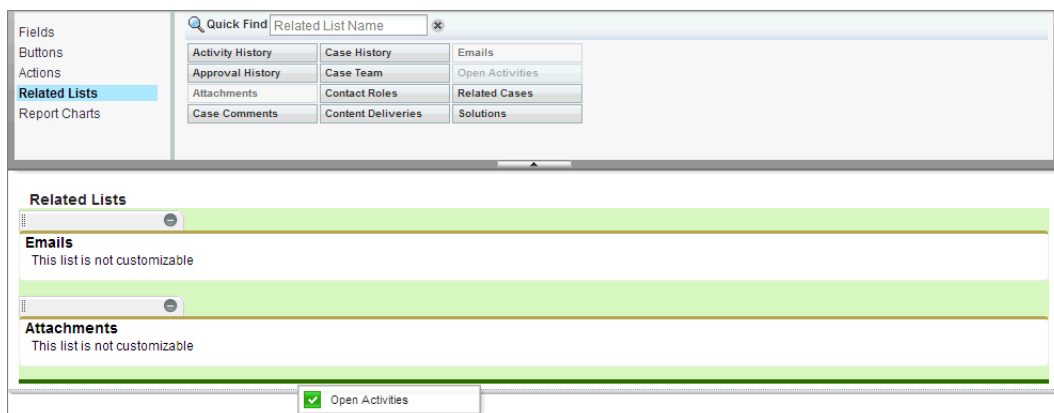 Fields
Buttons
Actions
Related Lists
Report Charts
Quick Find Related List Name
Activity History Case History Emails
Approval History Case Team Open Activities
Attachments Contact Roles Related Cases
Case Comments Content Deliveries Solutions
Related Lists
Emails
This list is not customizable
Attachments
This list is not customizable
Open Activities